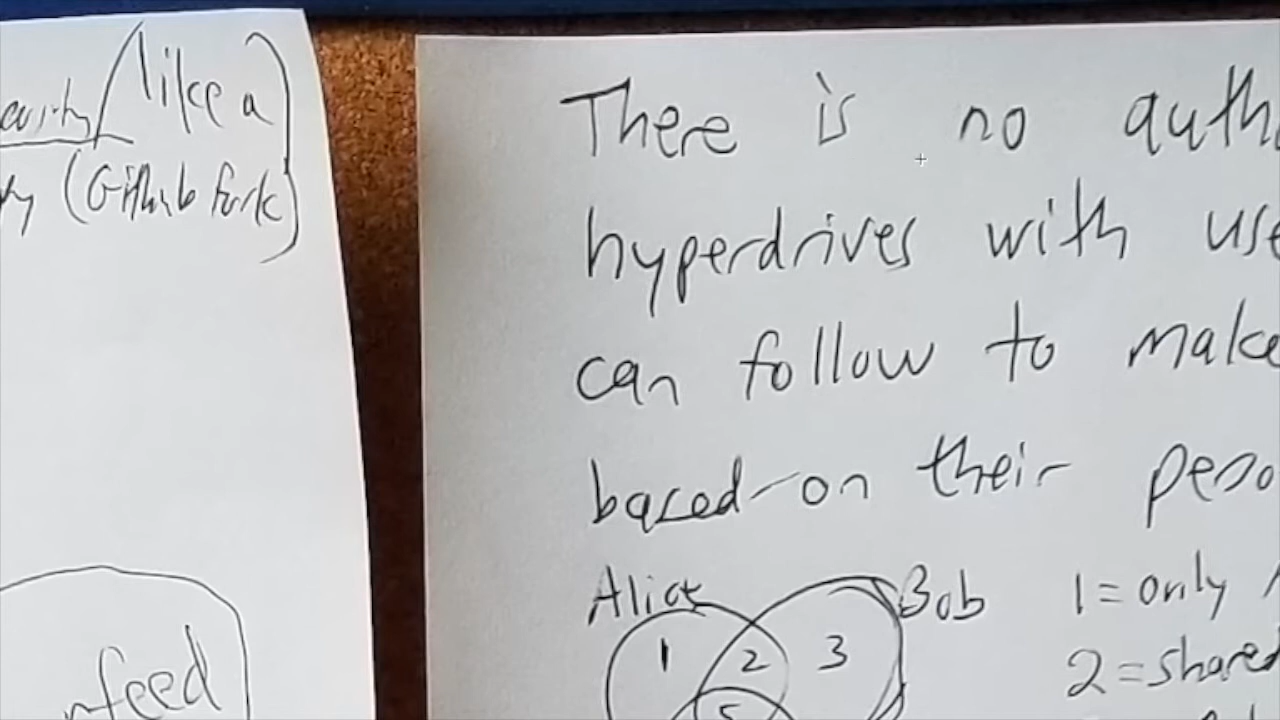 like a
(Github fork)
feed
There is no auth
hyperdrives with use
can follow to make
based-on their perso
Alice Bob 1=only
1 2 3 2=shared
5